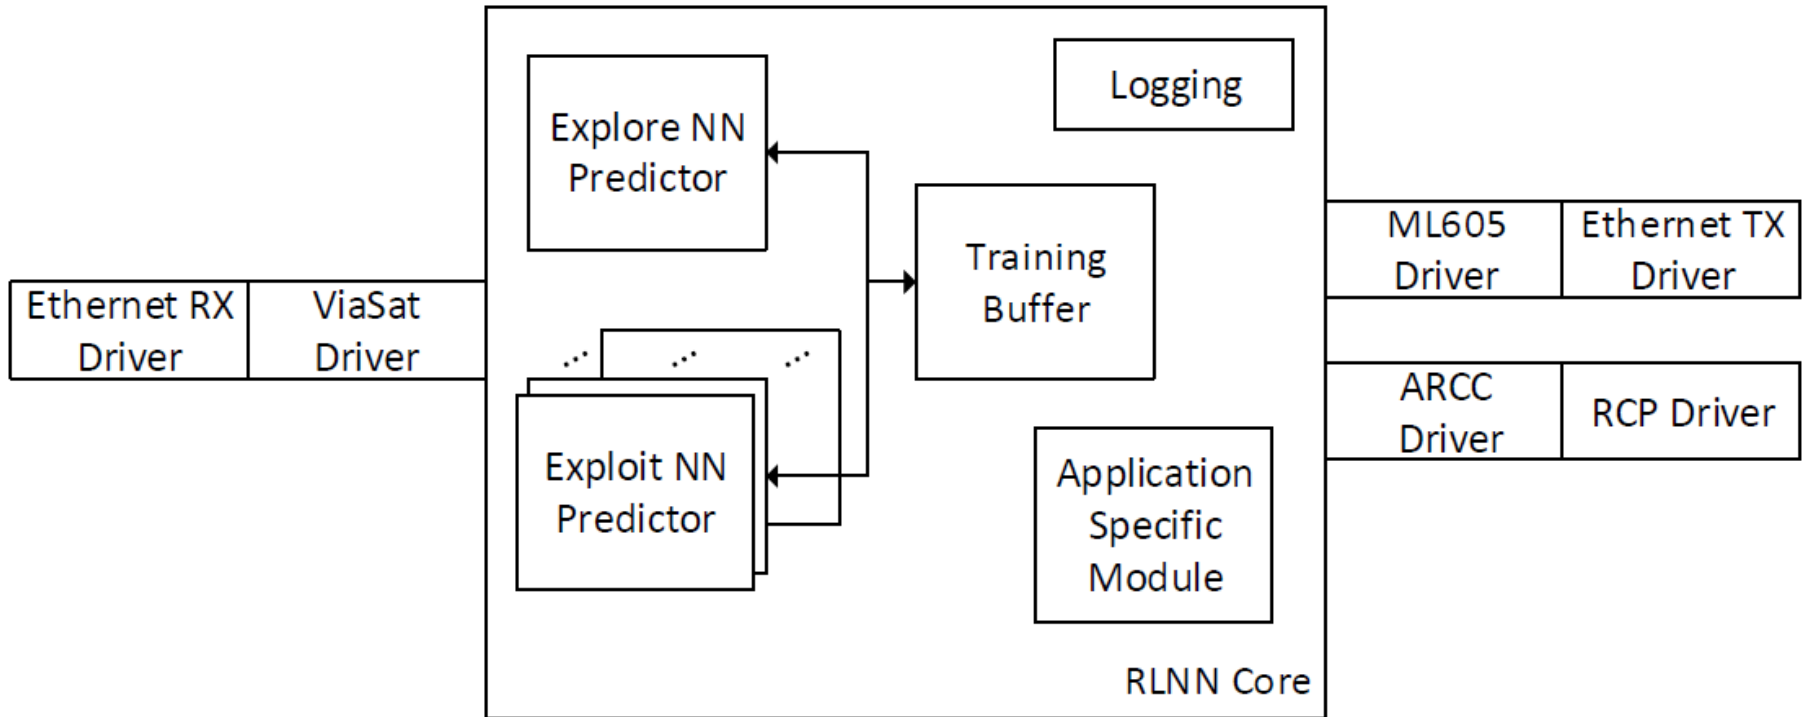 Logging
Explore NN
Predictor
Ethernet RX
Driver
ViaSat
Driver
...
...
...
Exploit NN
Predictor
Training
Buffer
Application
Specific
Module
RLNN Core
ML605
Driver
Ethernet TX
Driver
ARCC
Driver
RCP Driver